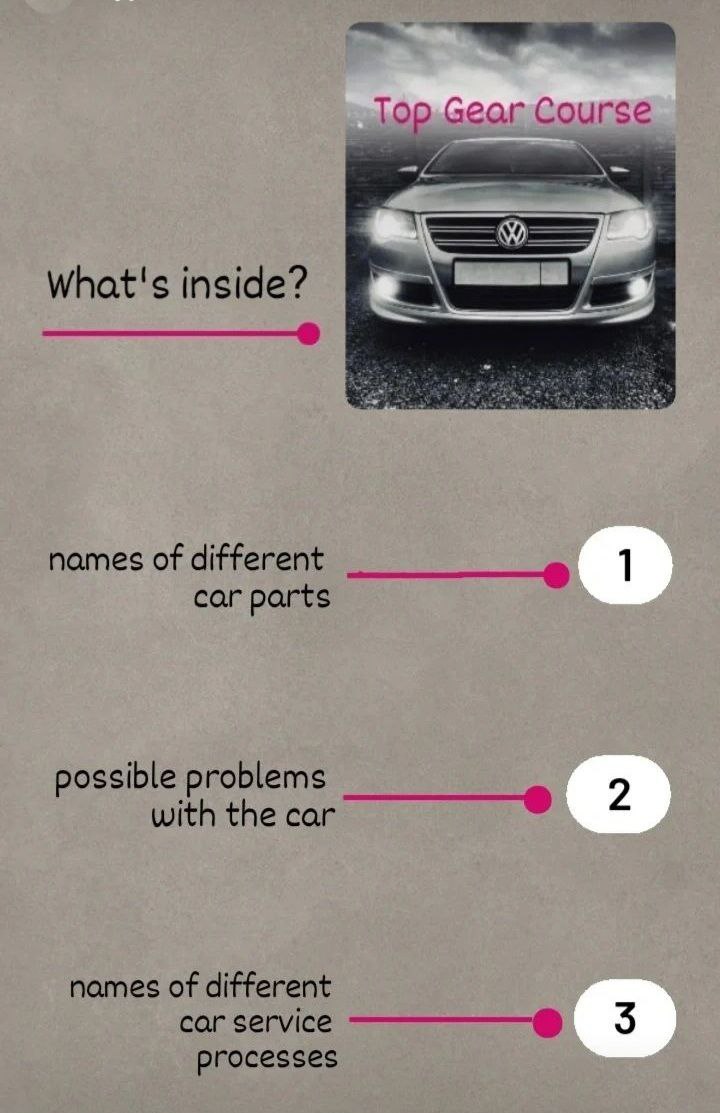 Top Gear Course
What's inside?
names of different
car parts
1
possible problems
with the car
2
names of different
car service
processes
3